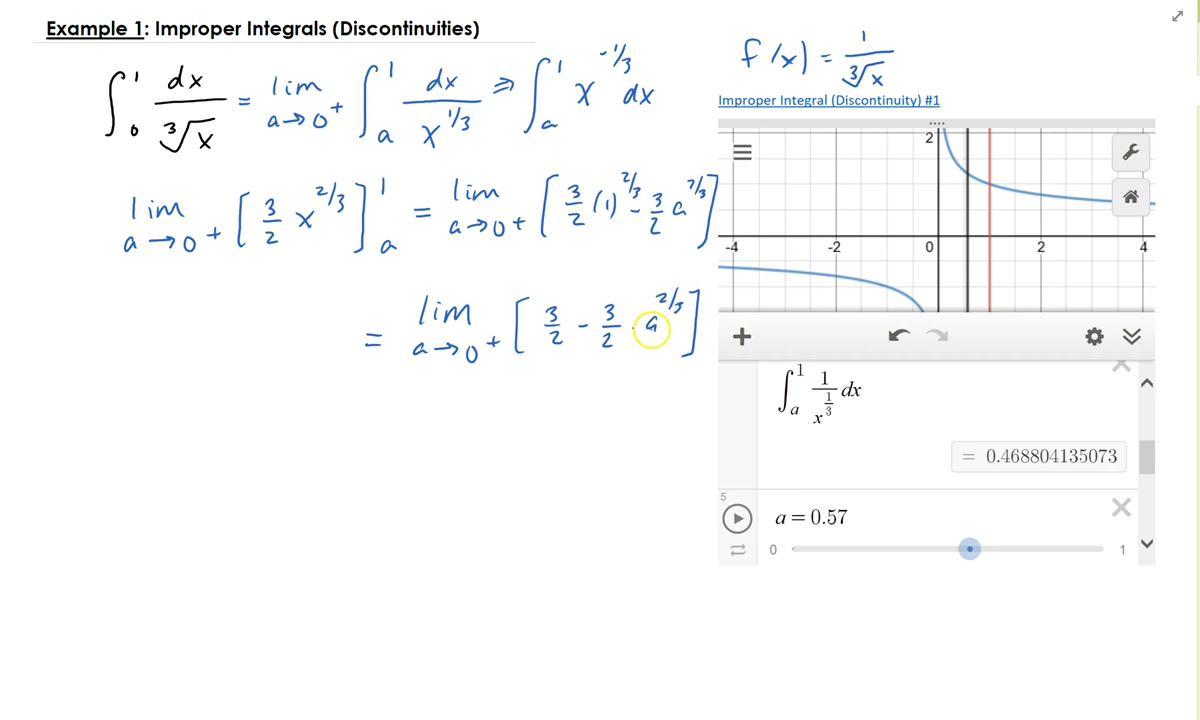 Example 1: Improper Integrals (Discontinuities)
∫₀¹ dx/∛x = lim a→0⁺ ∫ₐ¹ dx/x^(1/3) ⇒ ∫ₐ¹ x^(-1/3) dx
f(x) = 1/∛x
Improper Integral (Discontinuity) #1
lim a→0⁺ [3/2 x^(2/3)]ₐ¹ = lim a→0⁺ [3/2 (1)^(2/3) - 3/2 a^(2/3)]
= lim a→0⁺ [3/2 - 3/2 · a^(2/3)]
2
-4 -2 0 2 4
∫ₐ¹ 1/x^(1/3) dx
= 0.468804135073
5
a = 0.57
0 1